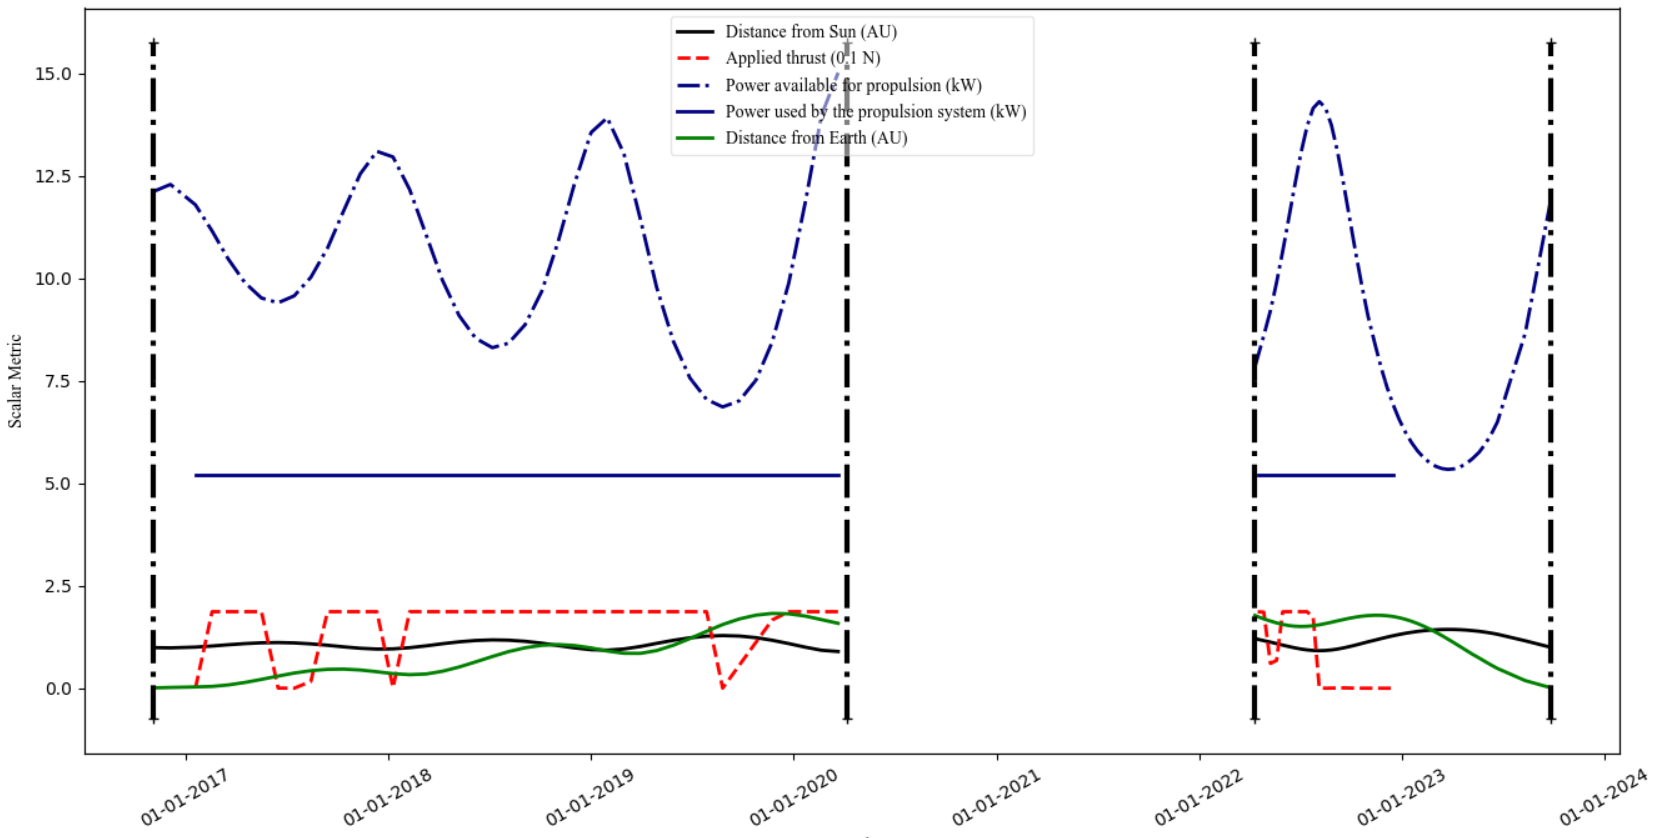 Distance from Sun (AU)
Applied thrust (0.1 N)
Power available for propulsion (kW)
Power used by the propulsion system (kW)
Distance from Earth (AU)
15.0
12.5
10.0
7.5
5.0
2.5
0.0
Scalar Metric
01-01-2017
01-01-2018
01-01-2019
01-01-2020
01-01-2021
01-01-2022
01-01-2023
01-01-2024